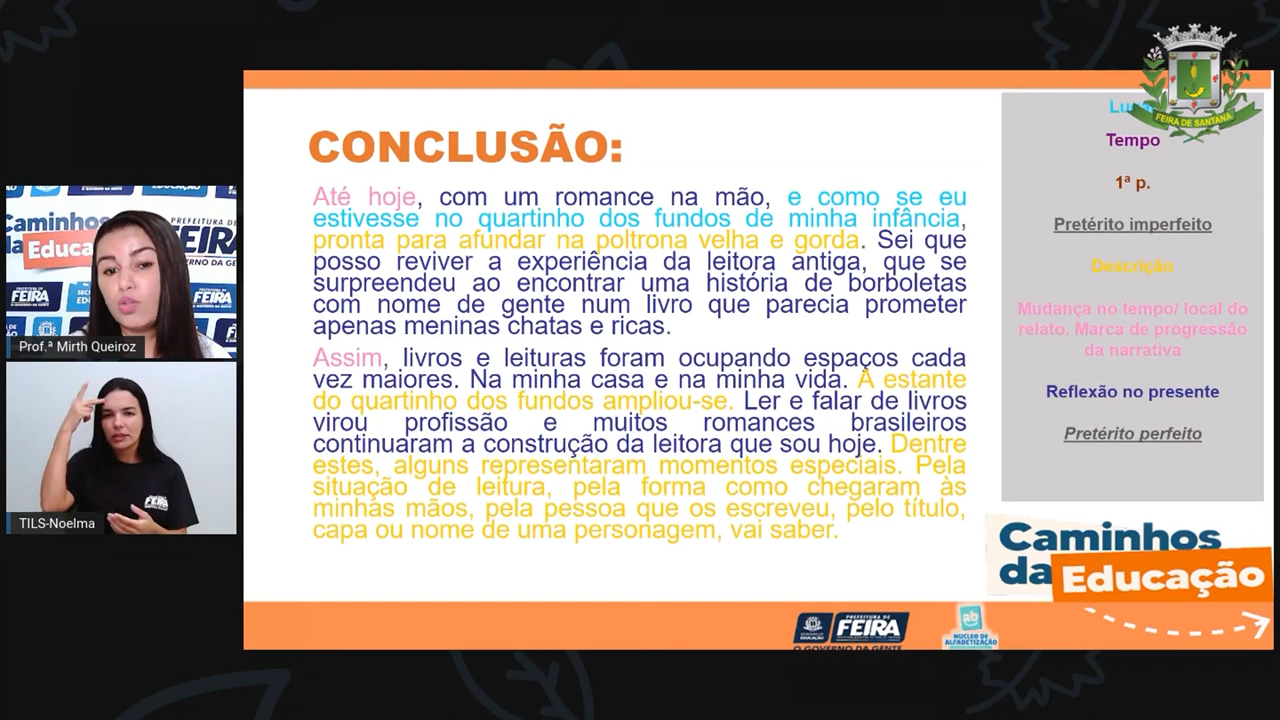 FEIRA DE SANTANA
CONCLUSÃO:
Até hoje, com um romance na mão, e como se eu
estivesse no quartinho dos fundos de minha infância,
pronta para afundar na poltrona velha e gorda. Sei que
posso reviver a experiência da leitora antiga, que se
surpreendeu ao encontrar uma história de borboletas
com nome de gente num livro que parecia prometer
apenas meninas chatas e ricas.
Assim, livros e leituras foram ocupando espaços cada
vez maiores. Na minha casa e na minha vida. A estante
do quartinho dos fundos ampliou-se. Ler e falar de livros
virou profissão e muitos romances brasileiros
continuaram a construção da leitora que sou hoje. Dentre
estes, alguns representaram momentos especiais. Pela
situação de leitura, pela forma como chegaram às
minhas mãos, pela pessoa que os escreveu, pelo título,
capa ou nome de uma personagem, vai saber.
Tempo
1ª p.
Pretérito imperfeito
Descrição
Mudança no tempo/ local do
relato. Marca de progressão
da narrativa
Reflexão no presente
Pretérito perfeito
Caminhos
da Educação
PREFEITURA DE
FEIRA
O GOVERNO DA GENTE
SECRETARIA DE
EDUCAÇÃO
ab
NÚCLEO DE
ALFABETIZAÇÃO
Caminhos
da
Educa
PREFEITURA DE
FEIRA
FEIRA
Prof.ª Mirth Queiroz
FEIRA
TILS-Noelma